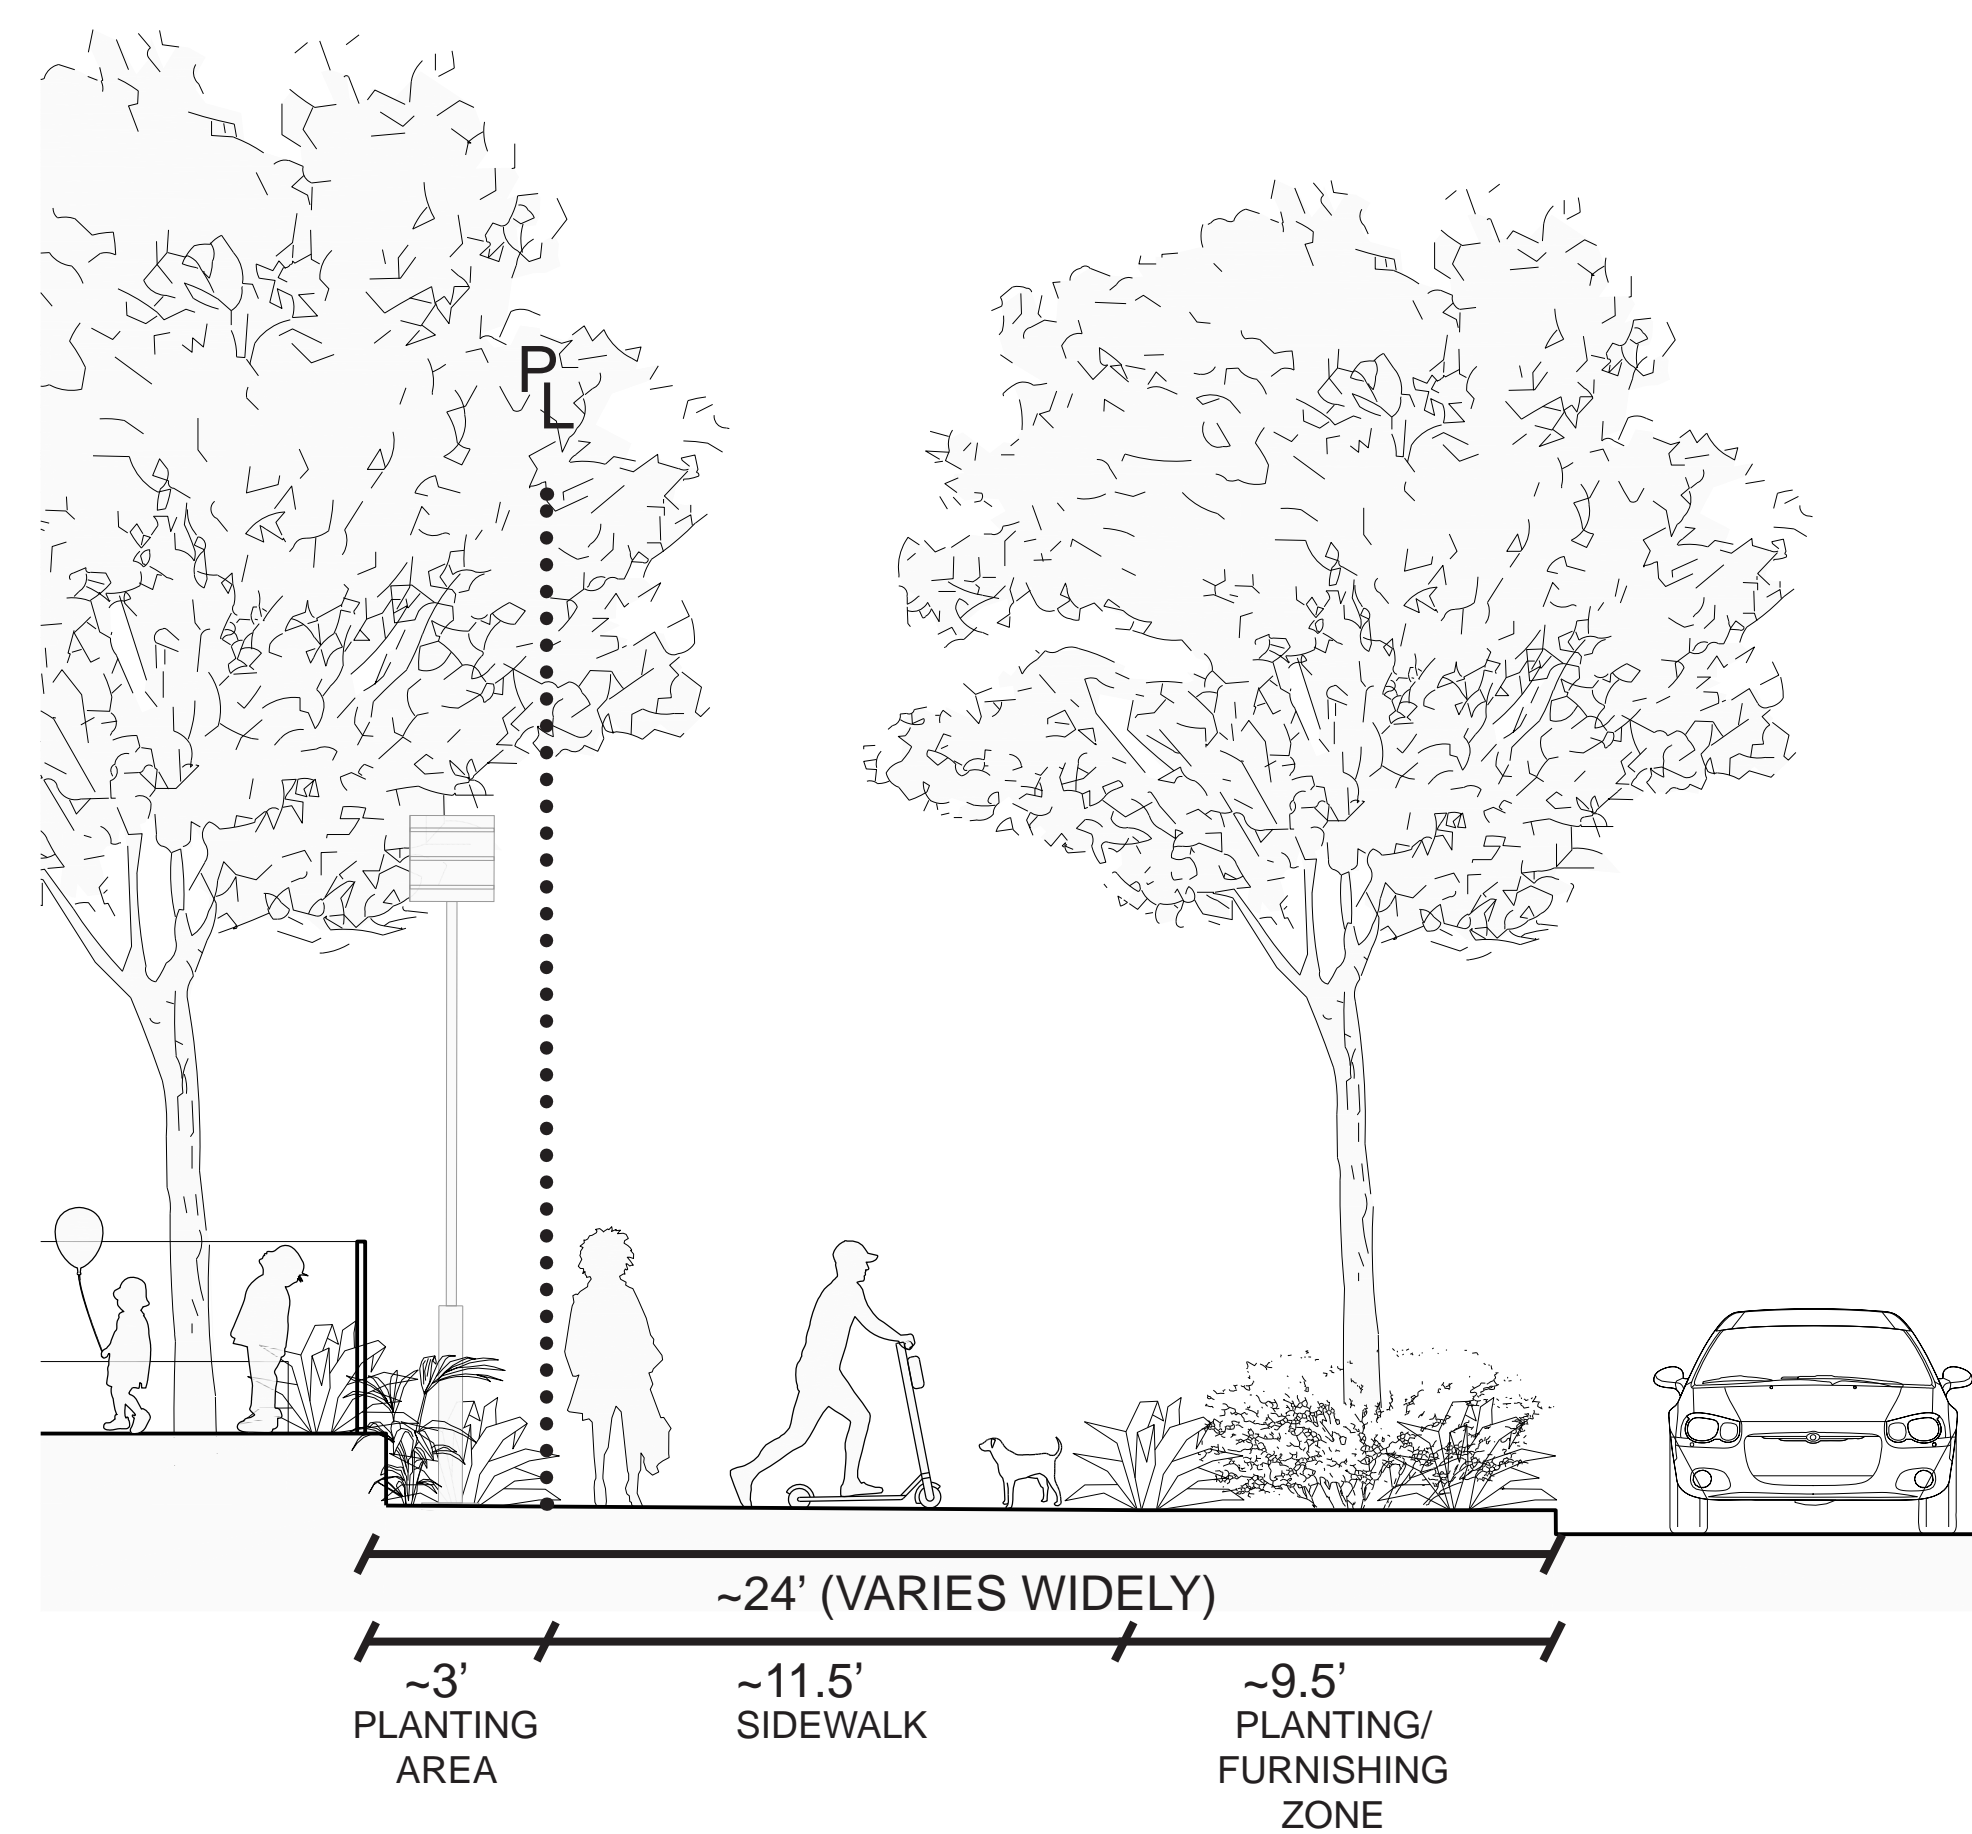 P
L
~24’ (VARIES WIDELY)
~3’
PLANTING
AREA
~11.5’
SIDEWALK
~9.5’
PLANTING/
FURNISHING
ZONE